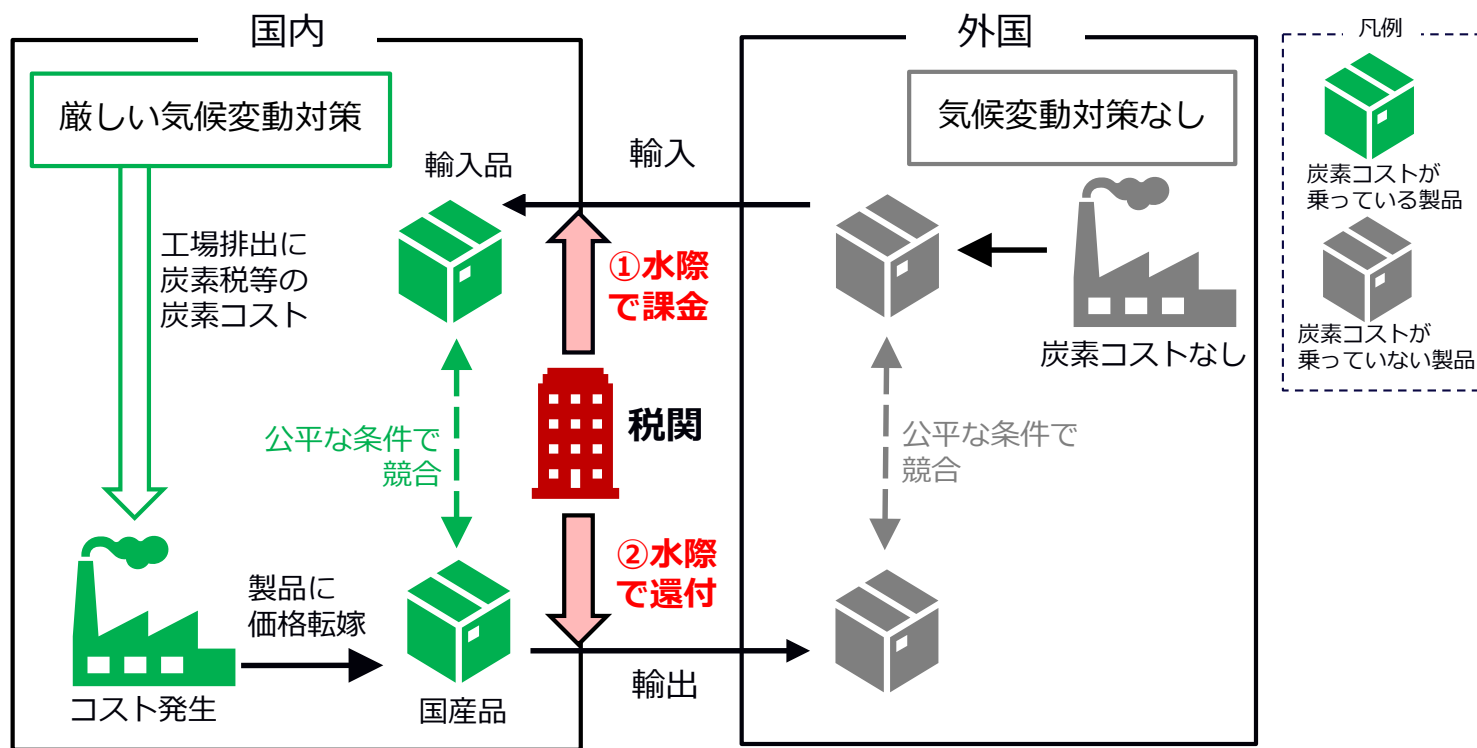 国内
外国
凡例
厳しい気候変動対策
気候変動対策なし
輸入品
輸入
炭素コストが
乗っている製品
工場排出に
炭素税等の
炭素コスト
①水際
で課金
炭素コストなし
炭素コストが
乗っていない製品
公平な条件で
競合
税関
公平な条件で
競合
②水際
で還付
製品に
価格転嫁
コスト発生
国産品
輸出